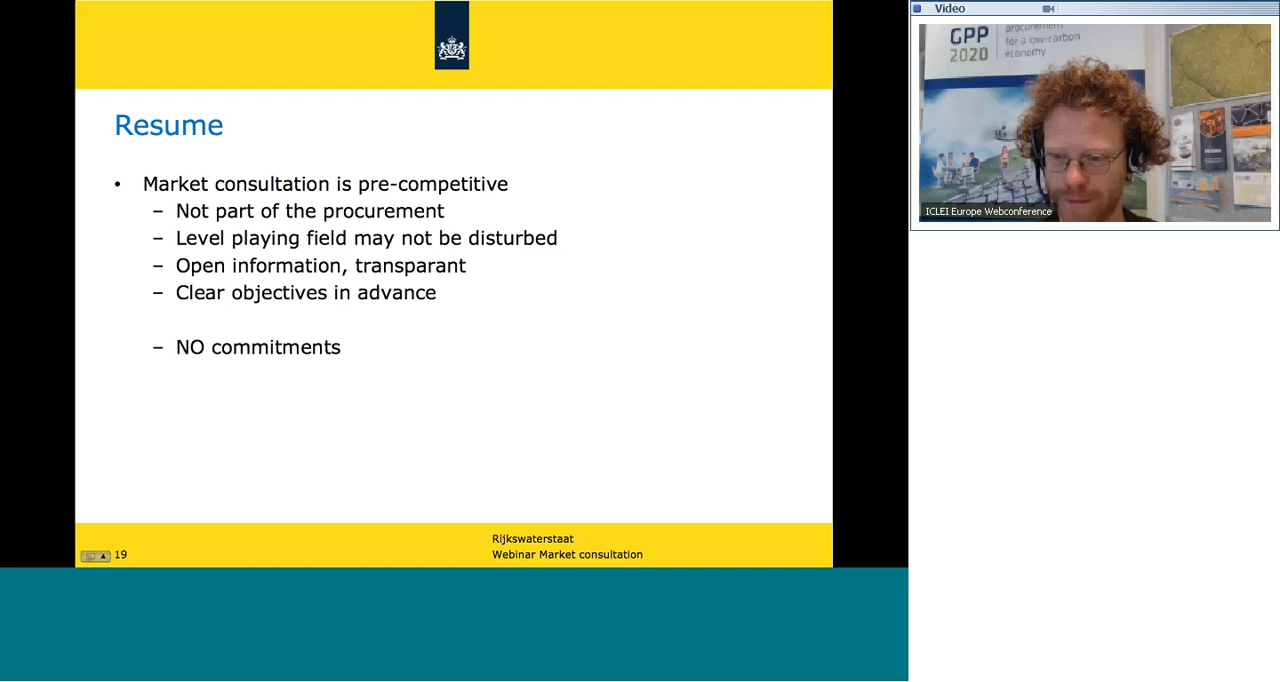 Resume
• Market consultation is pre-competitive
– Not part of the procurement
– Level playing field may not be disturbed
– Open information, transparant
– Clear objectives in advance
– NO commitments
19
Rijkswaterstaat
Webinar Market consultation
Video
GPP
2020
procurement
for a low-carbon
economy
ICLEI Europe Webconference